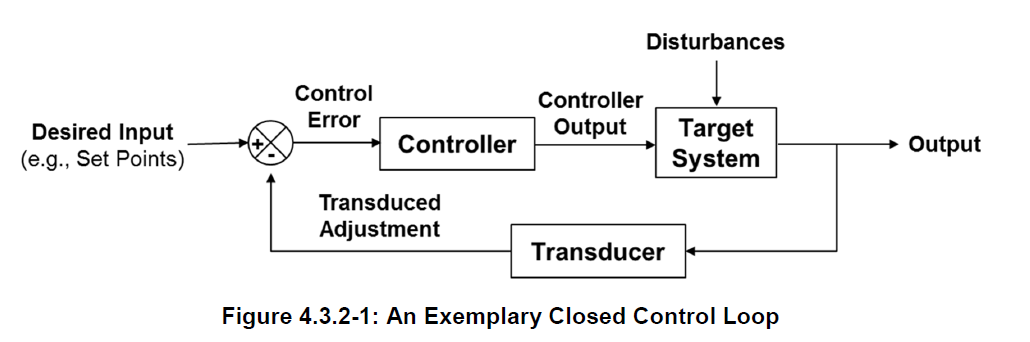 Disturbances
Control
Error
Controller
Output
Desired Input
(e.g., Set Points)
+
-
Controller
Target
System
Output
Transduced
Adjustment
Transducer
Figure 4.3.2-1: An Exemplary Closed Control Loop